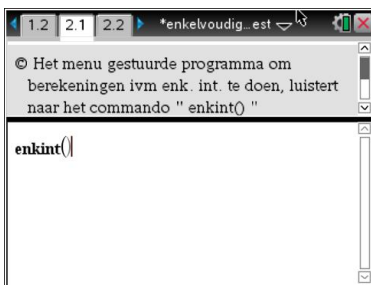 1.2 2.1 2.2 *enkelvoudig…est
© Het menu gestuurde programma om
berekeningen ivm enk. int. te doen, luistert
naar het commando " enkint() "
enkint()